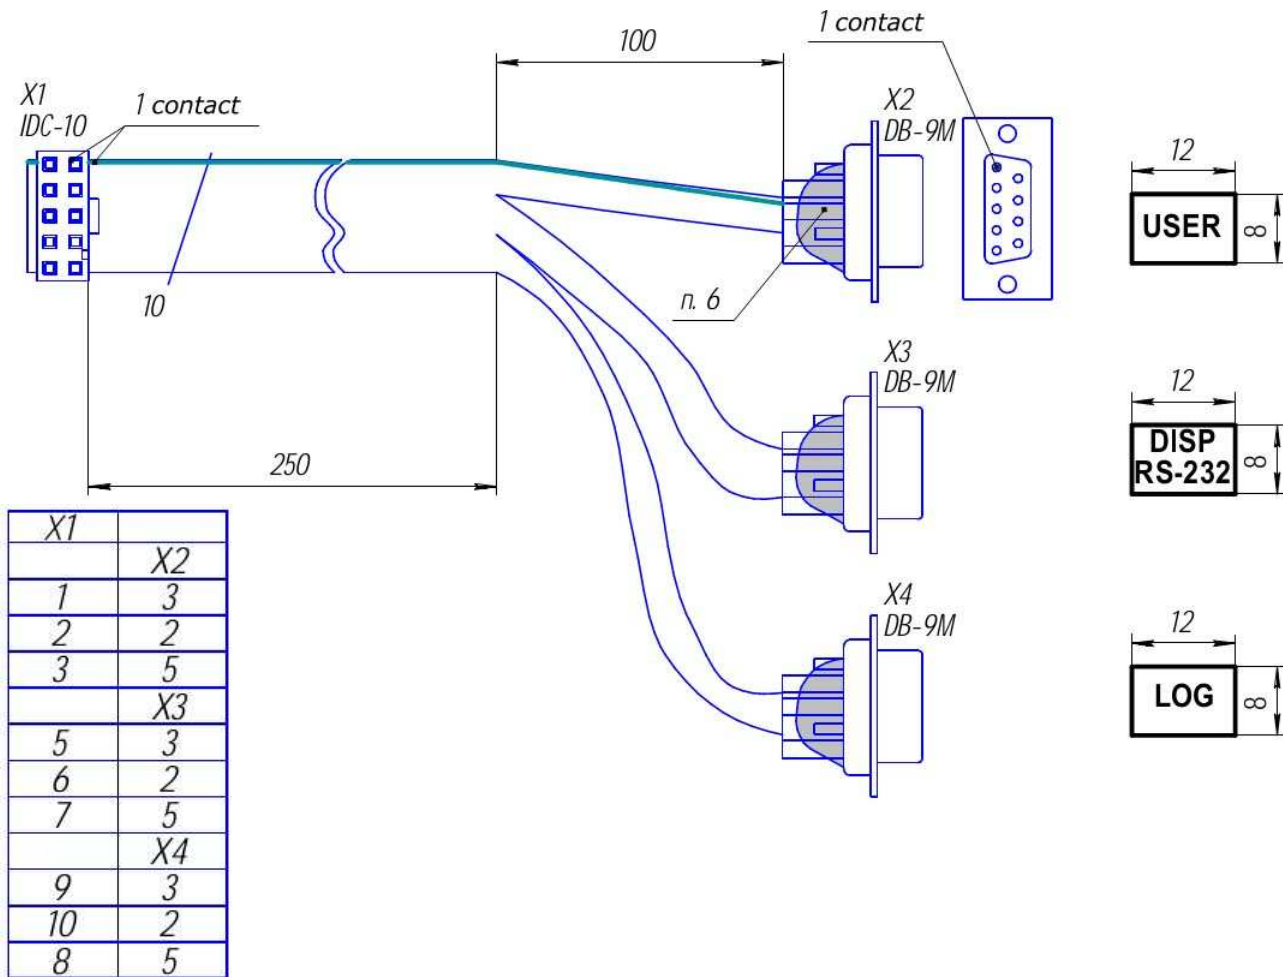 1 contact
100
X1
IDC-10
1 contact
X2
DB-9M
12
USER
8
10
п. 6
X3
DB-9M
12
DISP
RS-232
8
250
X1
X2
1 3
2 2
3 5
X3
5 3
6 2
7 5
X4
9 3
10 2
8 5
X4
DB-9M
12
LOG
8